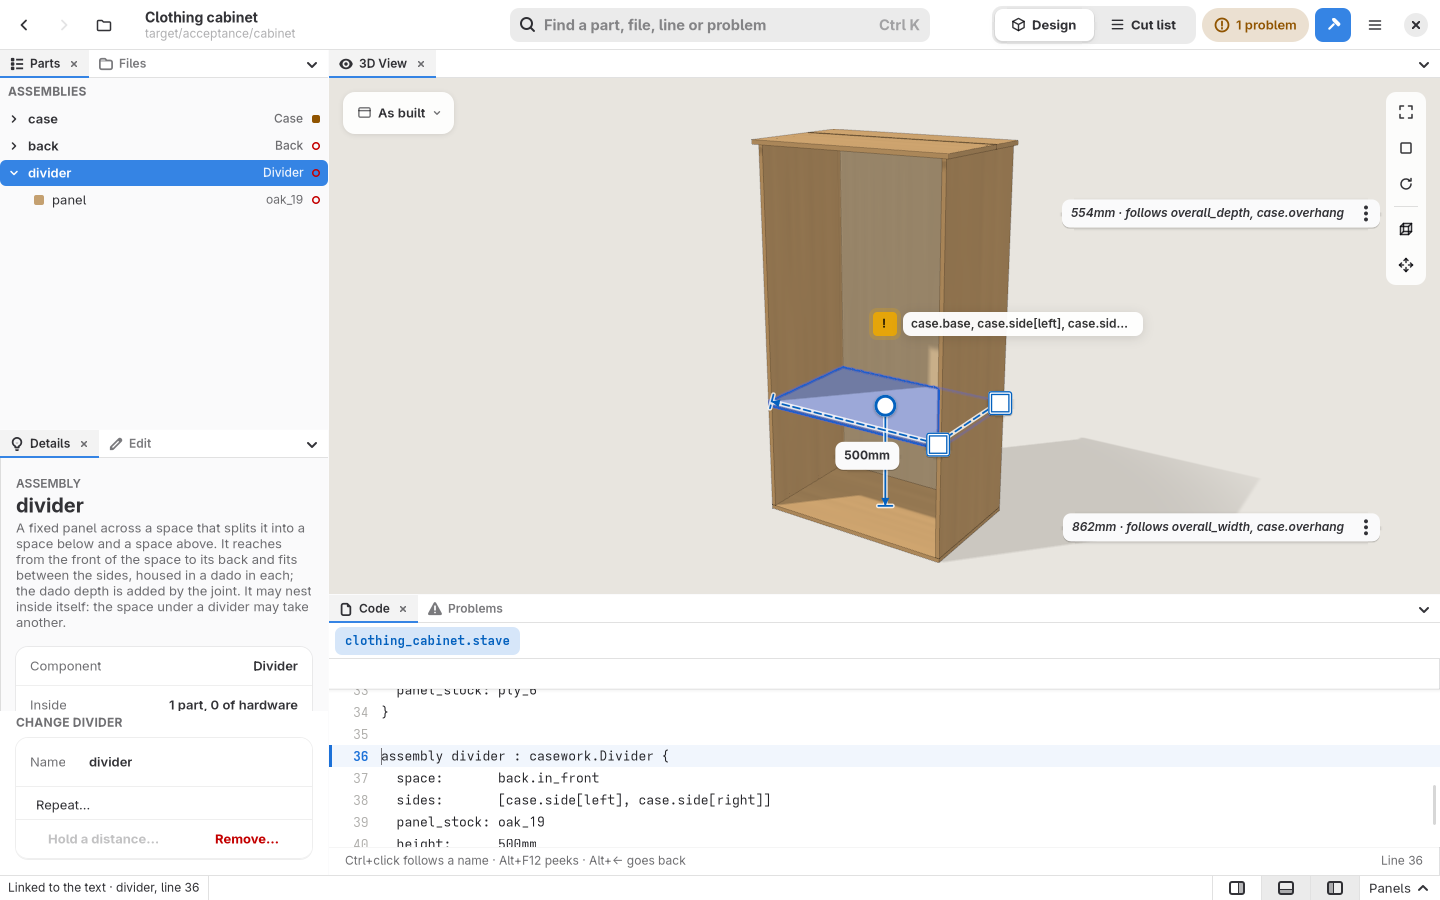 Clothing cabinet
target/acceptance/cabinet
Find a part, file, line or problem
Ctrl K
Design
Cut list
1 problem
Parts ×
Files
3D View ×
ASSEMBLIES
case Case
back Back
divider Divider
panel oak_19
As built
554mm · follows overall_depth, case.overhang
! case.base, case.side[left], case.sid…
500mm
862mm · follows overall_width, case.overhang
Details ×
Edit
ASSEMBLY
divider
A fixed panel across a space that splits it into a
space below and a space above. It reaches
from the front of the space to its back and fits
between the sides, housed in a dado in each;
the dado depth is added by the joint. It may nest
inside itself: the space under a divider may take
another.
Component Divider
Inside 1 part, 0 of hardware
CHANGE DIVIDER
Name divider
Repeat…
Hold a distance… Remove…
Code ×
Problems
clothing_cabinet.stave
33 panel_stock: ply_6
34 }
35
36 assembly divider : casework.Divider {
37 space: back.in_front
38 sides: [case.side[left], case.side[right]]
39 panel_stock: oak_19
40 height: 500mm
Ctrl+click follows a name · Alt+F12 peeks · Alt+← goes back
Line 36
Linked to the text · divider, line 36
Panels